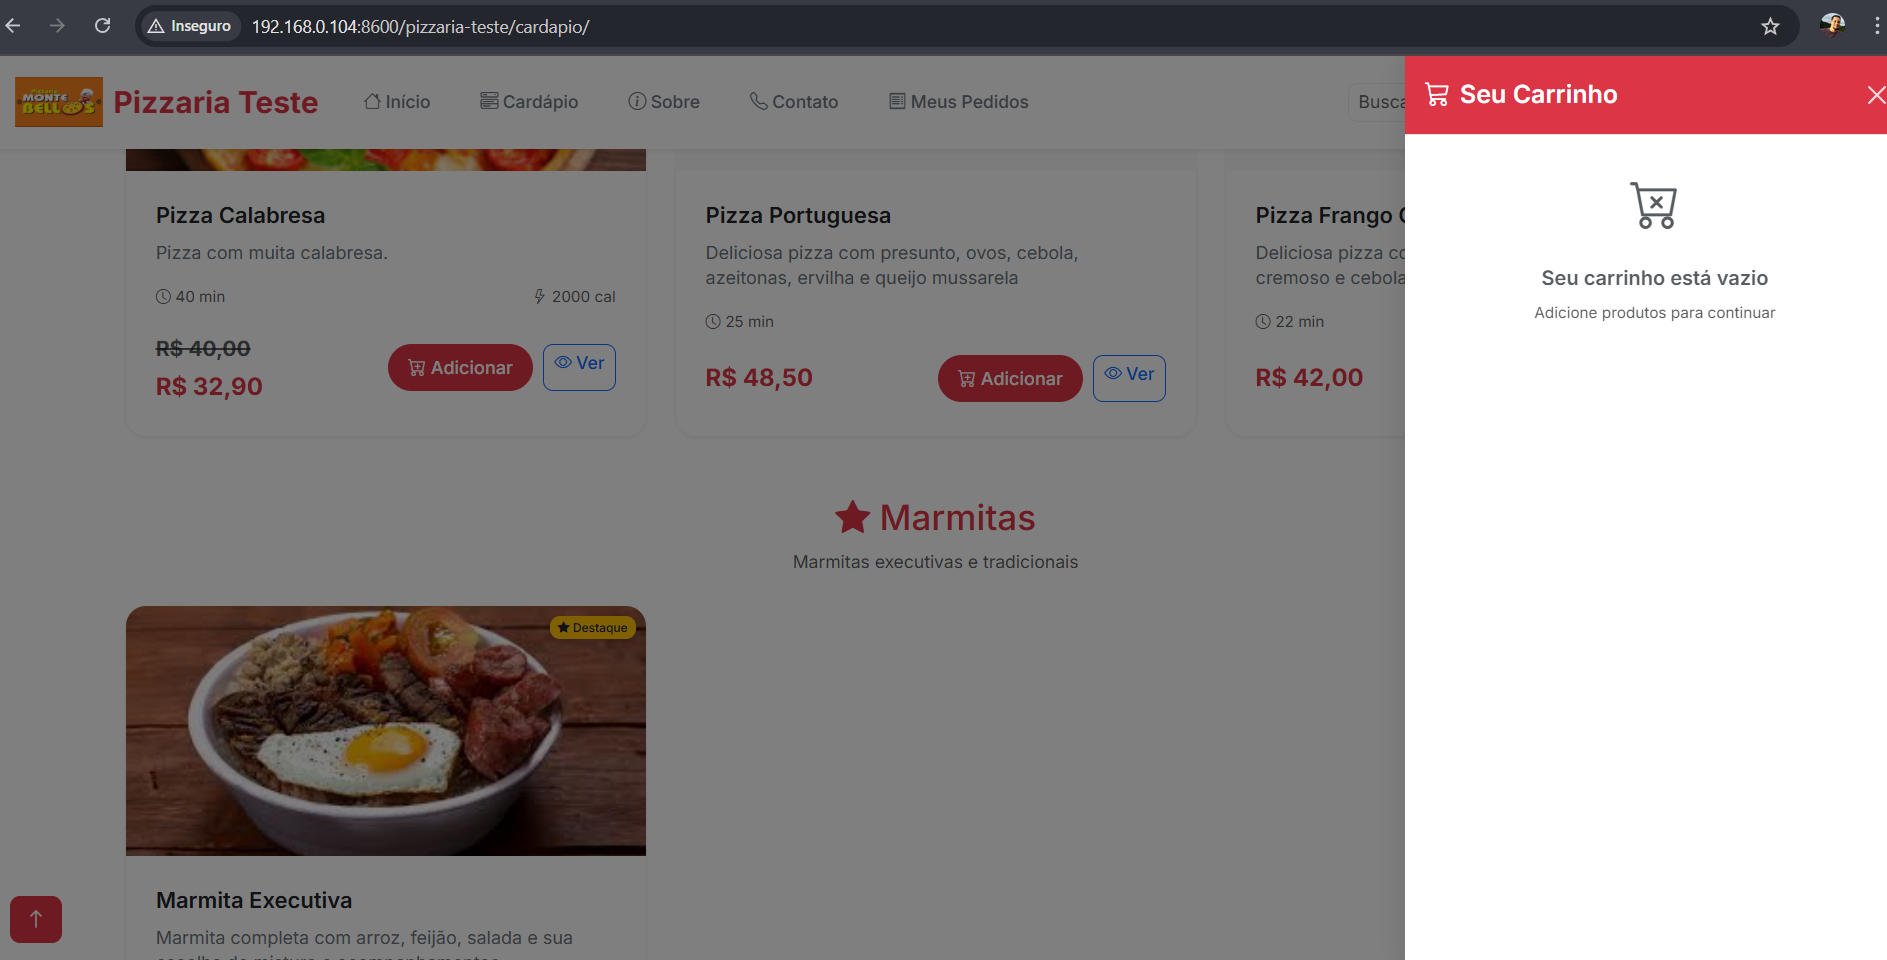 Inseguro
192.168.0.104:8600/pizzaria-teste/cardapio/
MONTE
BELLOS
Pizzaria Teste
Início
Cardápio
Sobre
Contato
Meus Pedidos
Busca
Seu Carrinho
Seu carrinho está vazio
Adicione produtos para continuar
Pizza Calabresa
Pizza com muita calabresa.
40 min
2000 cal
R$ 40,00
R$ 32,90
Adicionar
Ver
Pizza Portuguesa
Deliciosa pizza com presunto, ovos, cebola,
azeitonas, ervilha e queijo mussarela
25 min
R$ 48,50
Adicionar
Ver
Pizza Frango
Deliciosa pizza
cremoso e cebola
22 min
R$ 42,00
Marmitas
Marmitas executivas e tradicionais
Destaque
Marmita Executiva
Marmita completa com arroz, feijão, salada e sua